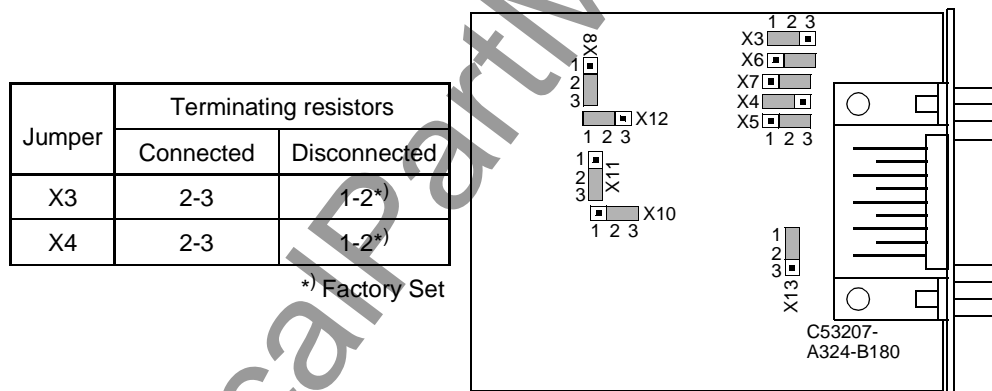 Jumper
Terminating resistors
Connected
Disconnected
X3
2-3
1-2*)
X4
2-3
1-2*)
*) Factory Set
1 2 3
X3
X6
X7
X4
X5
1 2 3
X8
1
2
3
X12
1 2 3
1
2
3
X11
X10
1 2 3
1
2
3
X13
C53207-
A324-B180